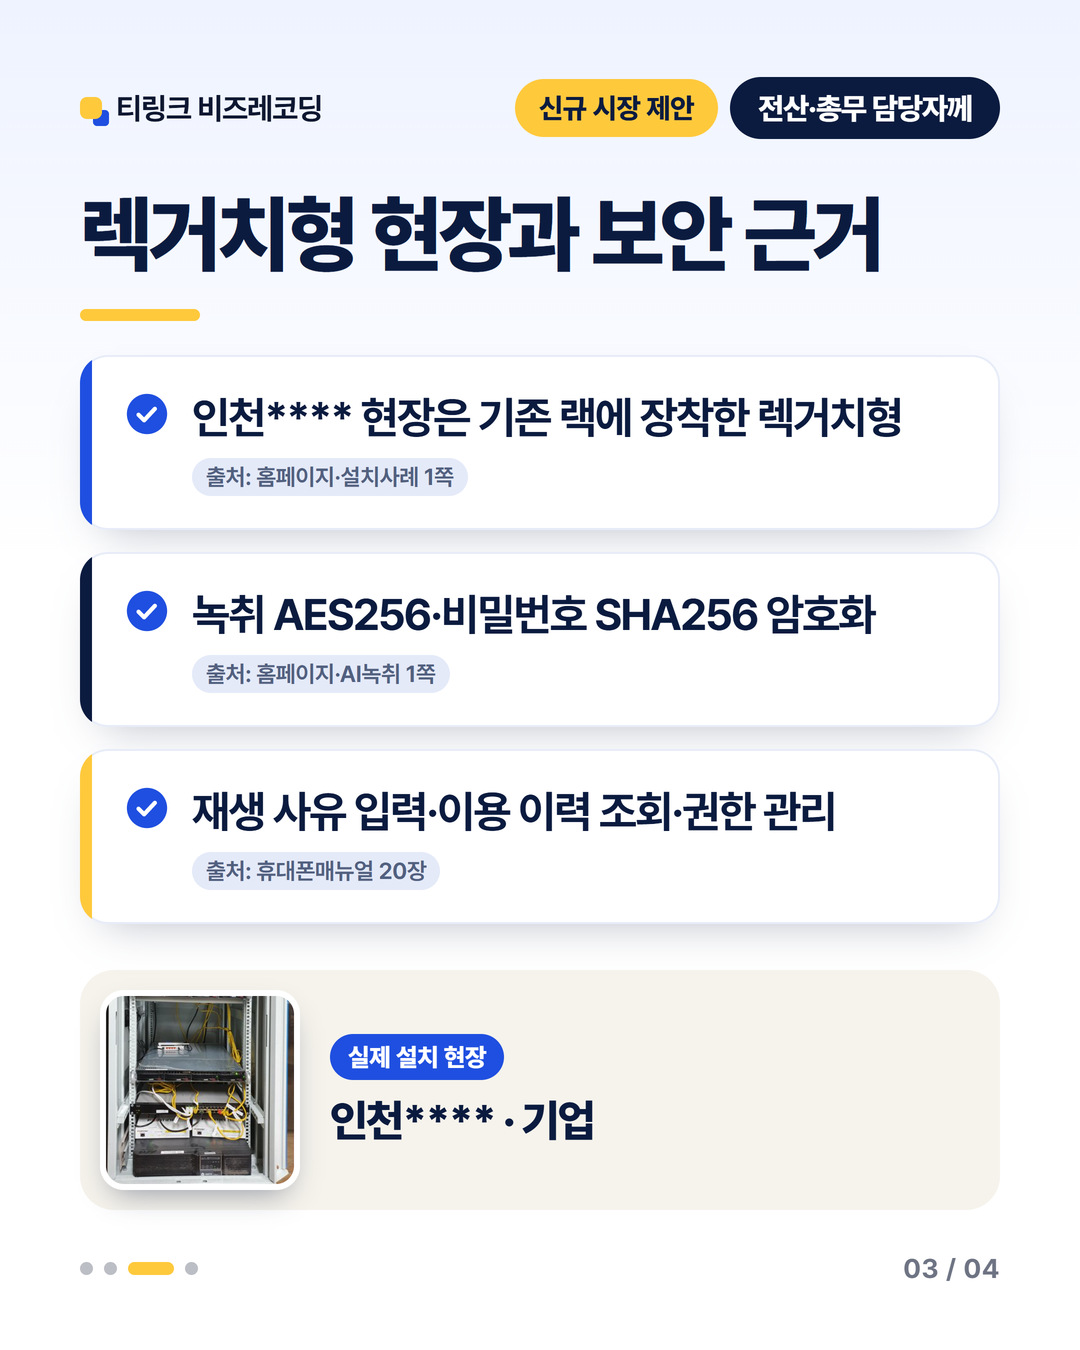 티링크 비즈레코딩
신규 시장 제안
전산·총무 담당자께
렉거치형 현장과 보안 근거
인천**** 현장은 기존 랙에 장착한 렉거치형
출처: 홈페이지·설치사례 1쪽
녹취 AES256·비밀번호 SHA256 암호화
출처: 홈페이지·AI녹취 1쪽
재생 사유 입력·이용 이력 조회·권한 관리
출처: 휴대폰매뉴얼 20장
실제 설치 현장
인천**** · 기업
03 / 04